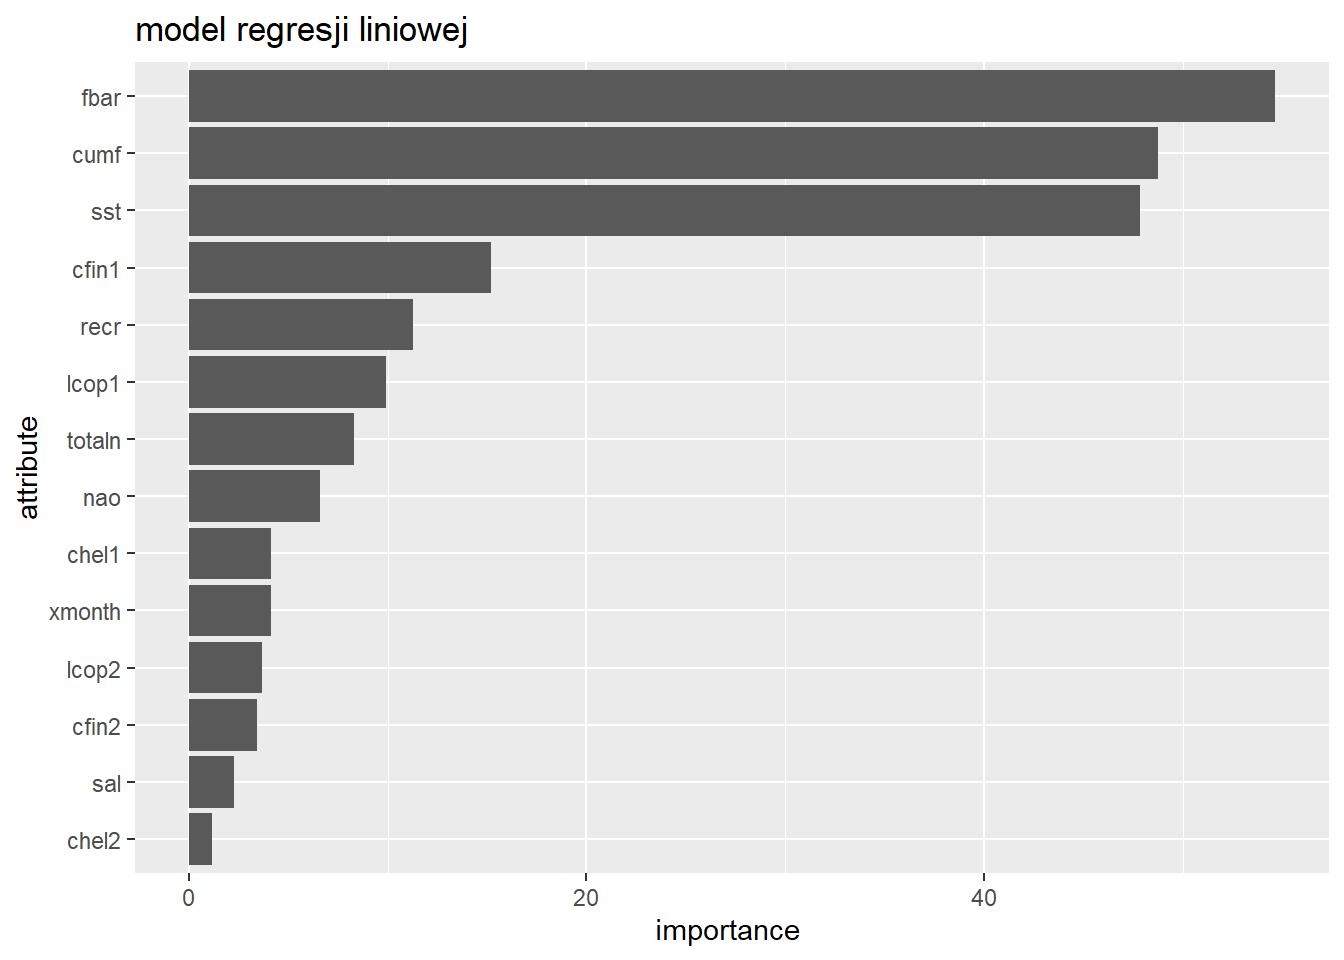 model regresji liniowej
fbar
cumf
sst
cfin1
recr
lcop1
totaln
nao
chel1
xmonth
lcop2
cfin2
sal
chel2
attribute
0 20 40
importance